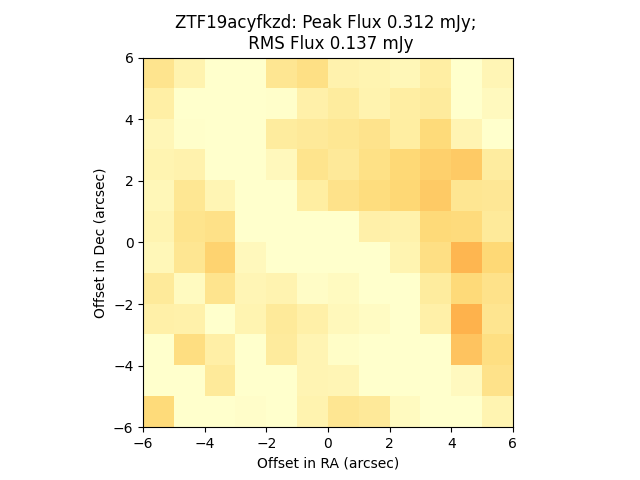 ZTF19acyfkzd: Peak Flux 0.312 mJy;
RMS Flux 0.137 mJy
6
4
2
0
−2
−4
−6
Offset in Dec (arcsec)
−6 −4 −2 0 2 4 6
Offset in RA (arcsec)